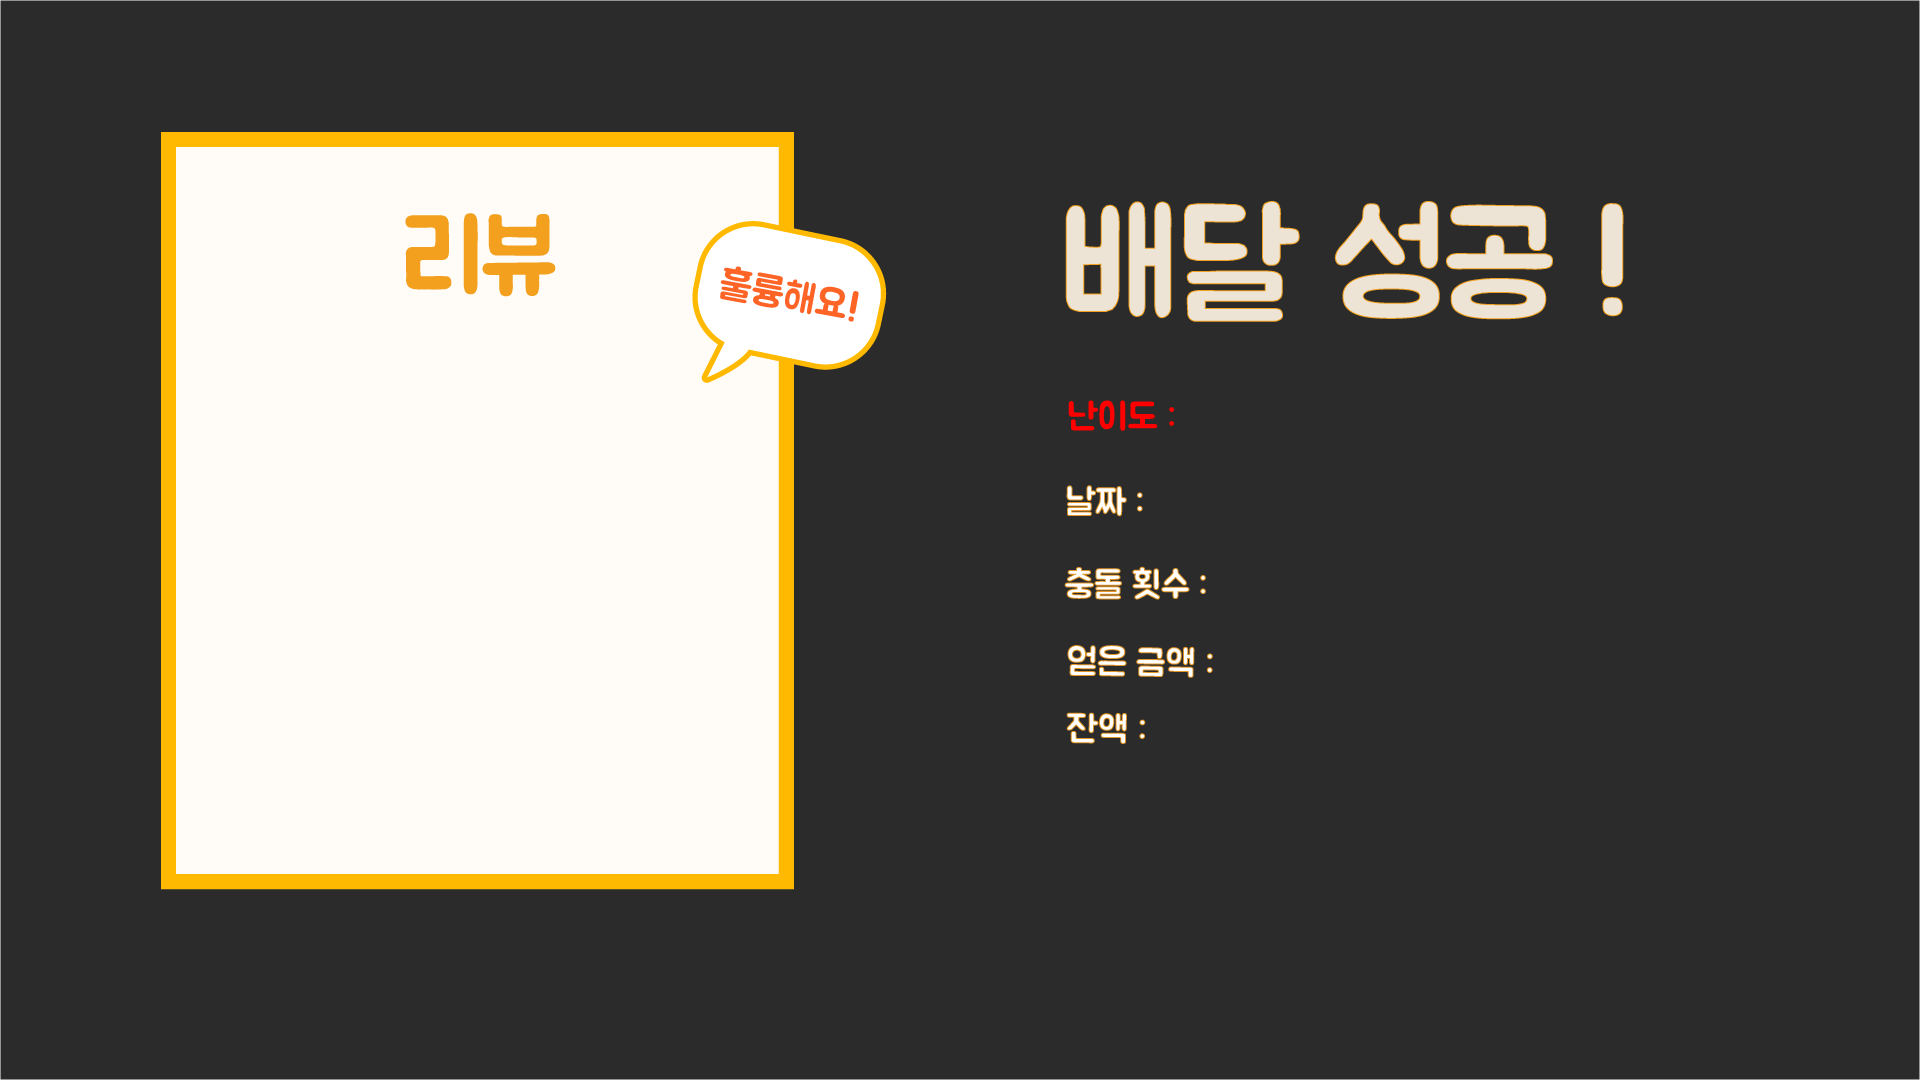 리뷰
훌륭해요!
배달 성공 !
난이도 :
날짜 :
충돌 횟수 :
얻은 금액 :
잔액 :